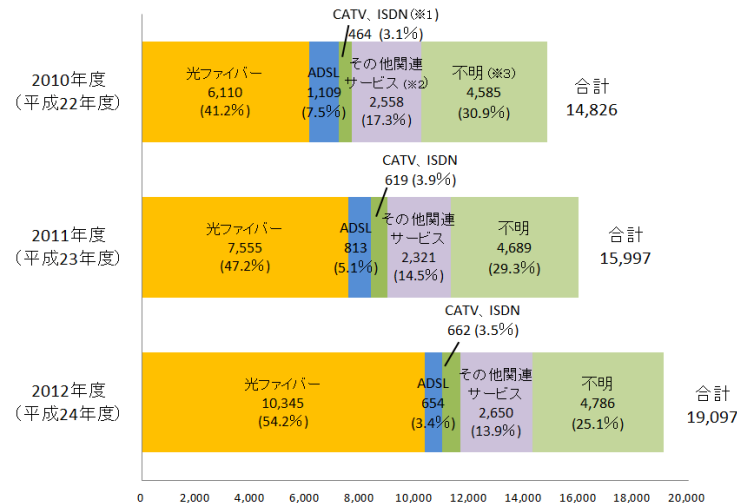 CATV、ISDN(※1)
464 (3.1%)
2010年度
(平成22年度)
光ファイバー
6,110
(41.2%)
ADSL
1,109
(7.5%)
その他関連
サービス(※2)
2,558
(17.3%)
不明(※3)
4,585
(30.9%)
合計
14,826
CATV、ISDN
619 (3.9%)
2011年度
(平成23年度)
光ファイバー
7,555
(47.2%)
ADSL
813
(5.1%)
その他関連
サービス
2,321
(14.5%)
不明
4,689
(29.3%)
合計
15,997
CATV、ISDN
662 (3.5%)
2012年度
(平成24年度)
光ファイバー
10,345
(54.2%)
ADSL
654
(3.4%)
その他関連
サービス
2,650
(13.9%)
不明
4,786
(25.1%)
合計
19,097
0 2,000 4,000 6,000 8,000 10,000 12,000 14,000 16,000 18,000 20,000